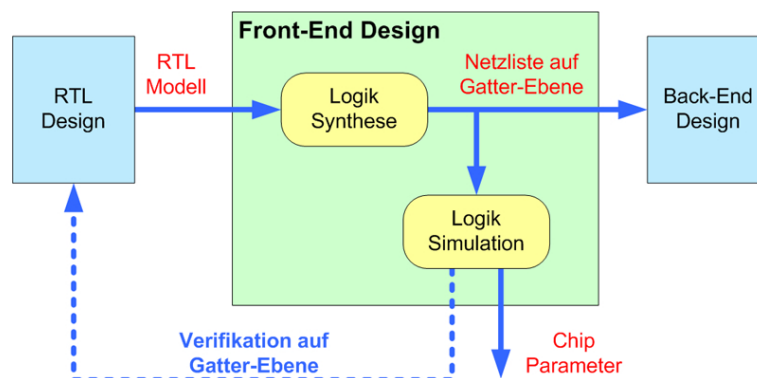 Front-End Design
RTL
Modell
Netzliste auf
Gatter-Ebene
RTL
Design
Logik
Synthese
Back-End
Design
Logik
Simulation
Verifikation auf
Gatter-Ebene
Chip
Parameter